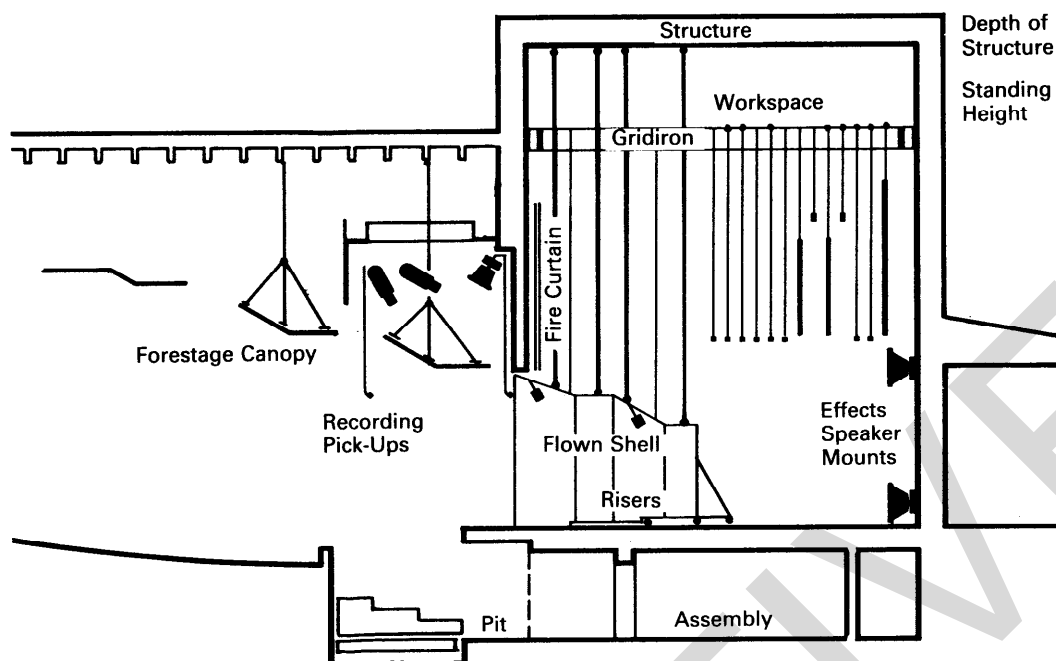 Structure
Depth of
Structure
Standing
Height
Workspace
Gridiron
Fire Curtain
Forestage Canopy
Recording
Pick-Ups
Flown Shell
Effects
Speaker
Mounts
Risers
Pit
Assembly